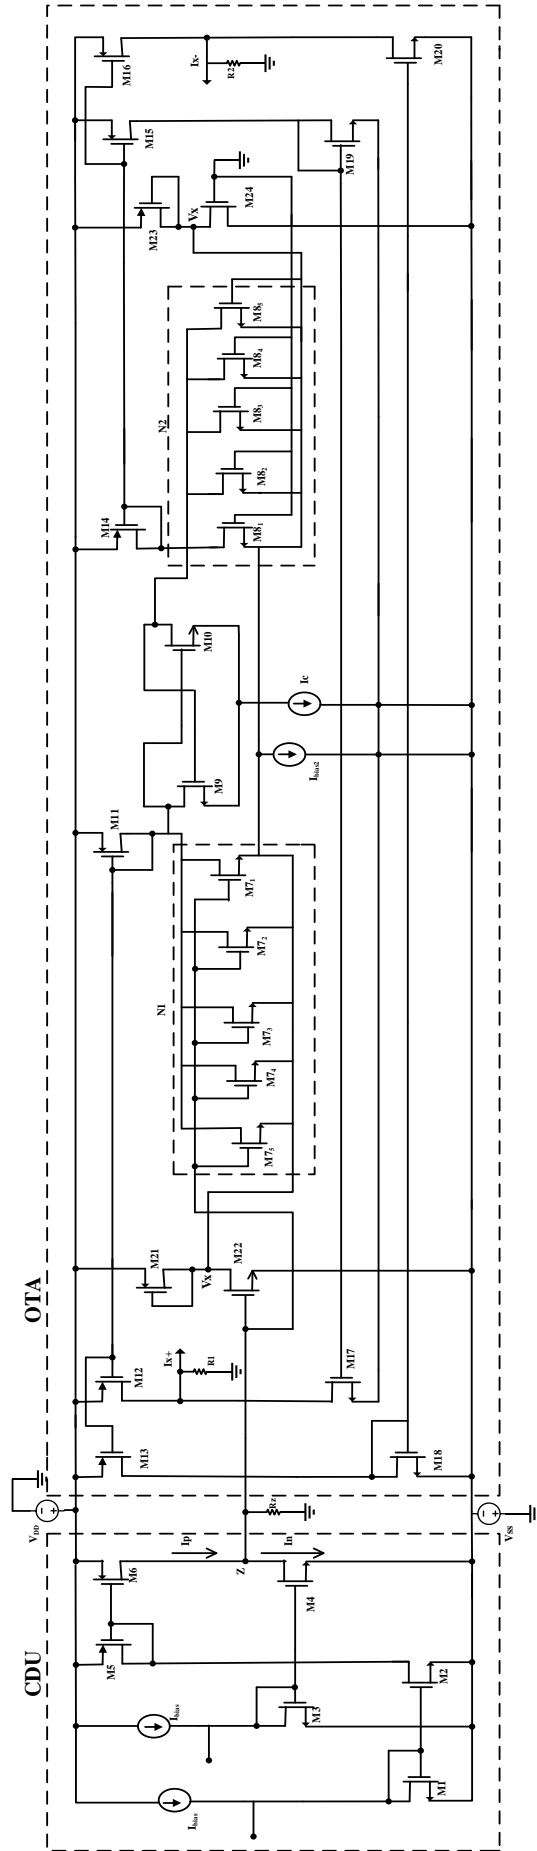 CDU
OTA
Ibias
Ibias
M1
M2
M3
M4
M5
M6
Ip
In
Z
Rz
VDD
VSS
M13
M12
M18
M17
Ix+
R1
M21
Vx
M22
N1
M7₅
M7₄
M7₃
M7₂
M7₁
M11
M9
M10
Ibias2
Ic
M14
N2
M8₁
M8₂
M8₃
M8₄
M8₅
M23
Vx
M24
M15
M16
M19
M20
Ix-
R2